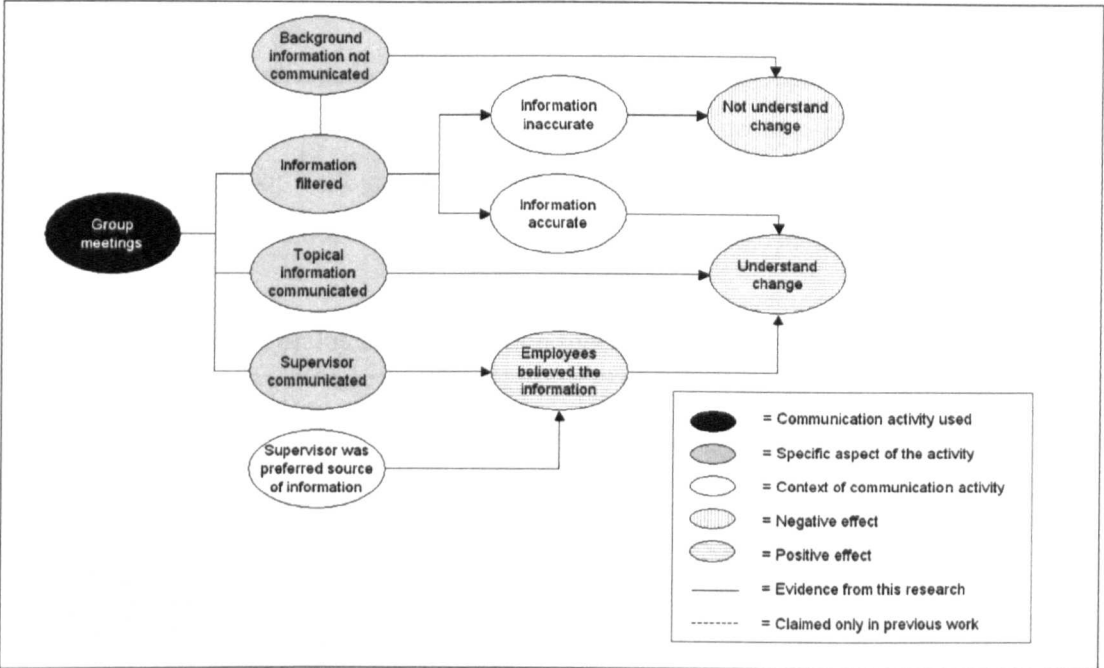 Background
information not
communicated
Information
inaccurate
Not understand
change
Information
filtered
Information
accurate
Group
meetings
Topical
information
communicated
Understand
change
Supervisor
communicated
Employees
believed the
information
Supervisor was
preferred source
of information
= Communication activity used
= Specific aspect of the activity
= Context of communication activity
= Negative effect
= Positive effect
= Evidence from this research
= Claimed only in previous work